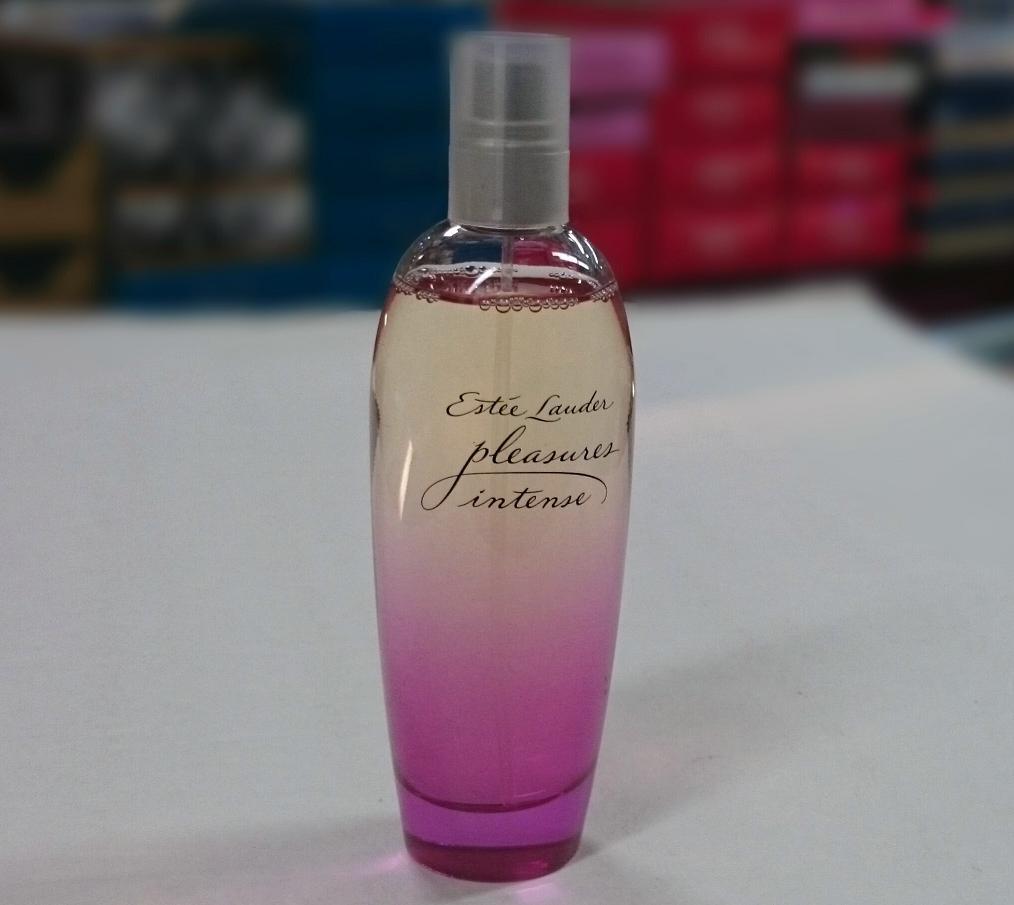 Estée Lauder
pleasures
intense